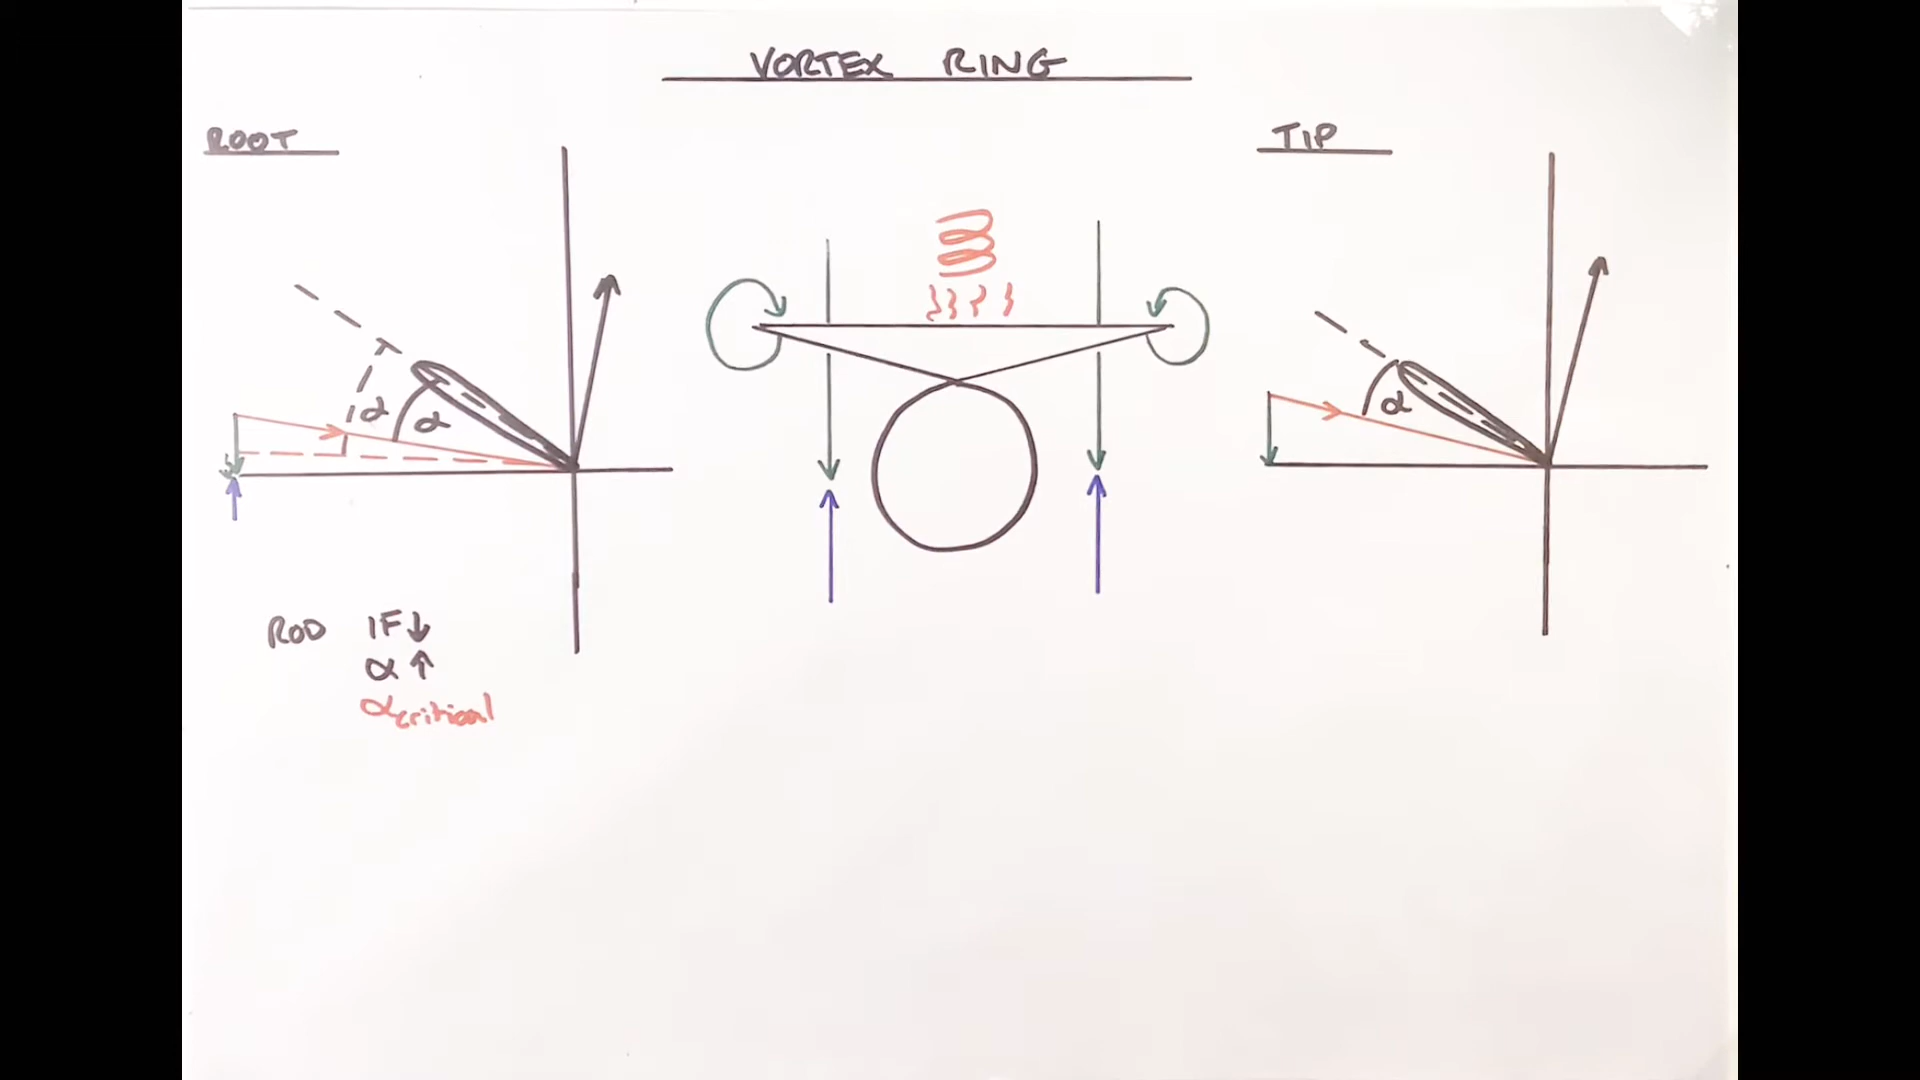 VORTEX RING
ROOT
TIP
α
α
α
ROD IF↓
α↑
αcritical